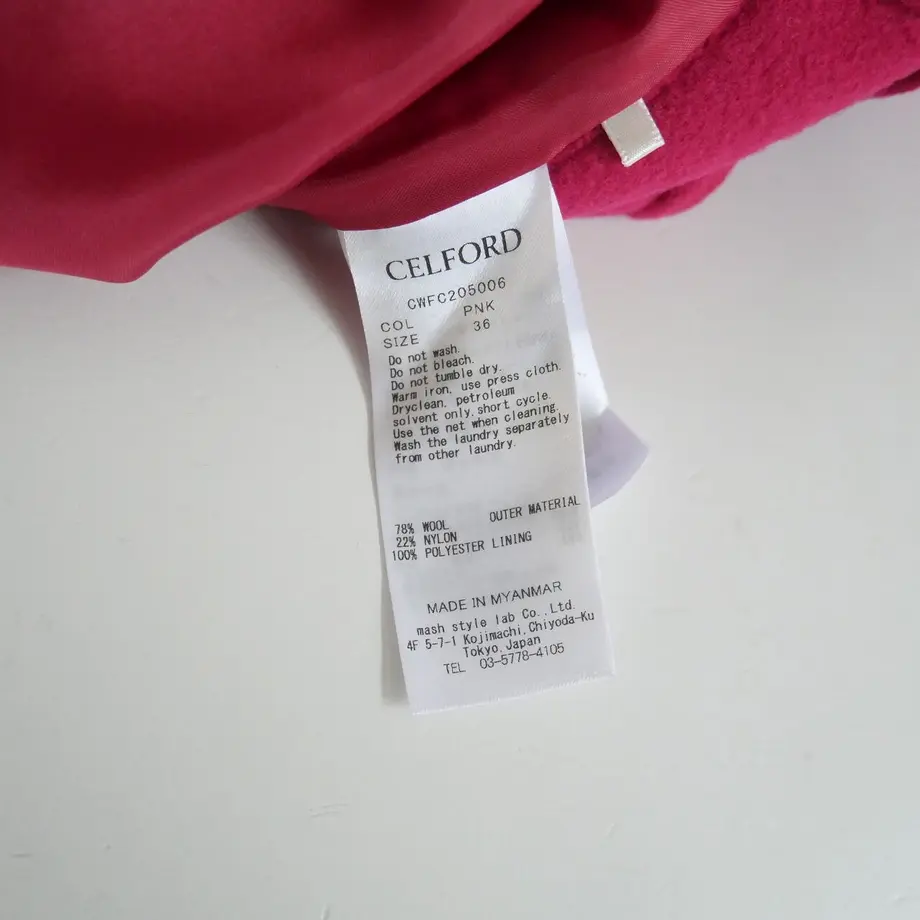 CELFORD
CWFC205006
COL PNK
SIZE 36
Do not wash.
Do not bleach.
Do not tumble dry.
Warm iron, use press cloth.
Dryclean, petroleum
solvent only, short cycle.
Use the net when cleaning.
Wash the laundry separately
from other laundry.
78% WOOL OUTER MATERIAL
22% NYLON
100% POLYESTER LINING
MADE IN MYANMAR
mash style lab Co.,Ltd.
4F 5-7-1 Kojimachi,Chiyoda-Ku
Tokyo,Japan
TEL 03-5778-4105